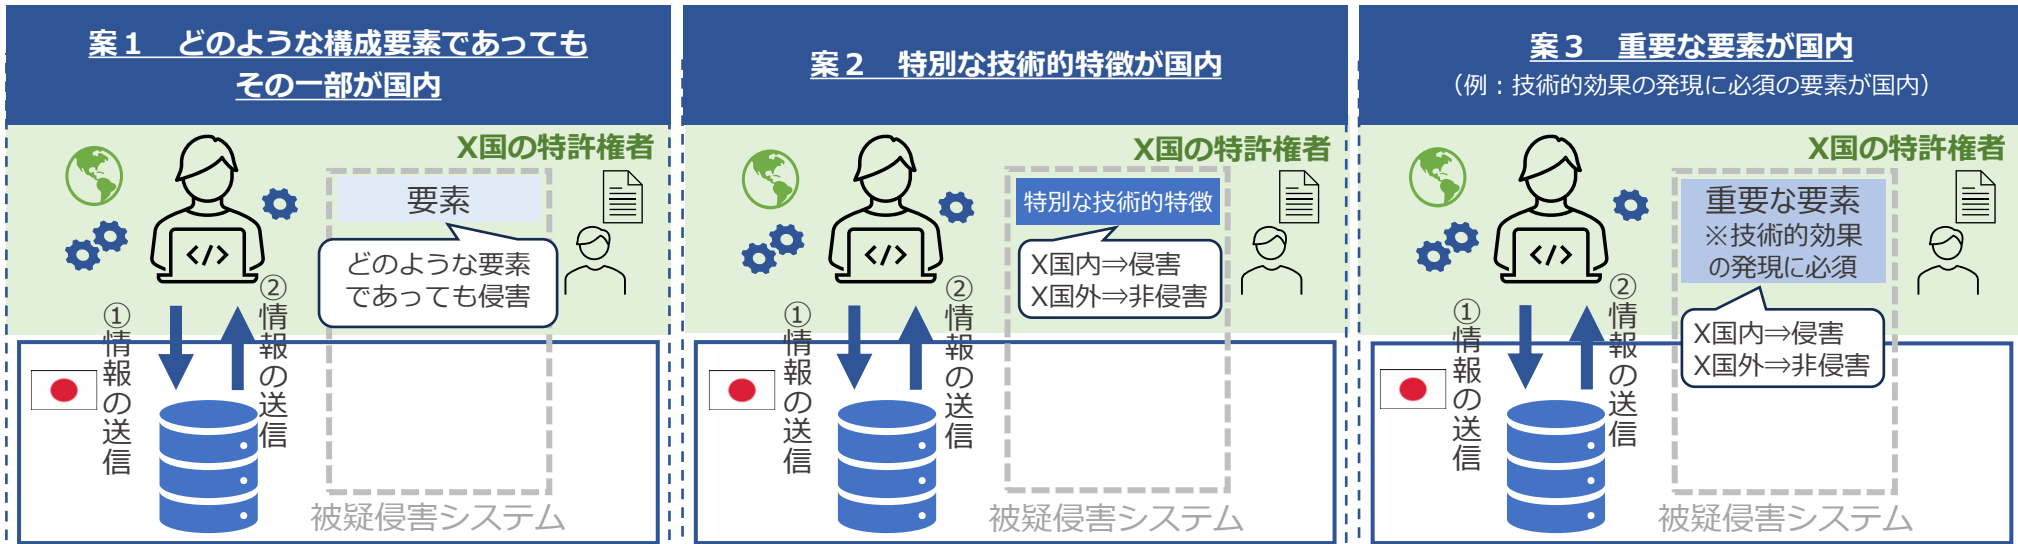 案１　どのような構成要素であっても
その一部が国内
X国の特許権者
要素
どのような要素
であっても侵害
</>
①情報の送信
②情報の送信
被疑侵害システム
案２　特別な技術的特徴が国内
X国の特許権者
特別な技術的特徴
X国内⇒侵害
X国外⇒非侵害
</>
①情報の送信
②情報の送信
被疑侵害システム
案３　重要な要素が国内
（例：技術的効果の発現に必須の要素が国内）
X国の特許権者
重要な要素
※技術的効果
の発現に必須
X国内⇒侵害
X国外⇒非侵害
</>
①情報の送信
②情報の送信
被疑侵害システム